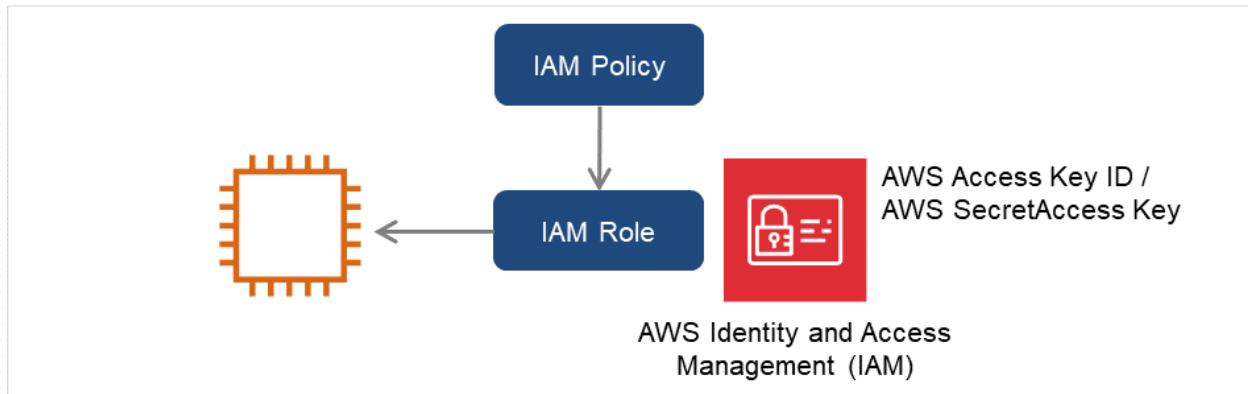 IAM Policy
IAM Role
AWS Access Key ID /
AWS SecretAccess Key
AWS Identity and Access
Management (IAM)